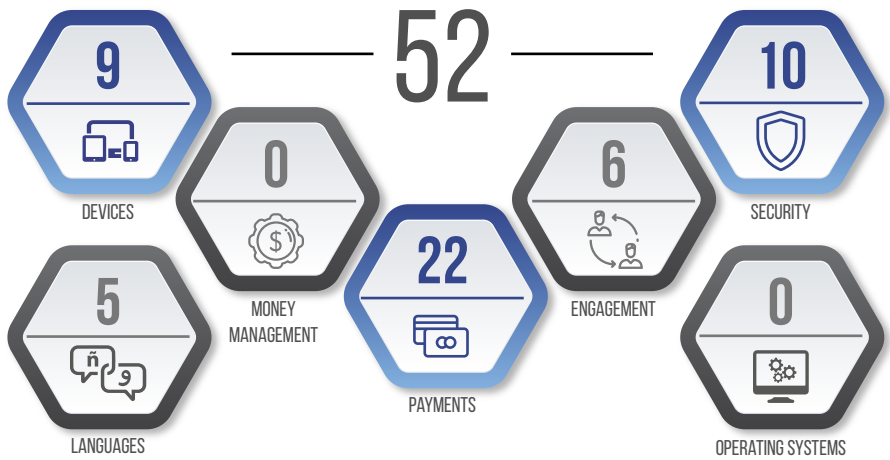 52
9
DEVICES
10
SECURITY
0
MONEY
MANAGEMENT
6
ENGAGEMENT
22
PAYMENTS
5
ñ و
LANGUAGES
0
OPERATING SYSTEMS
$